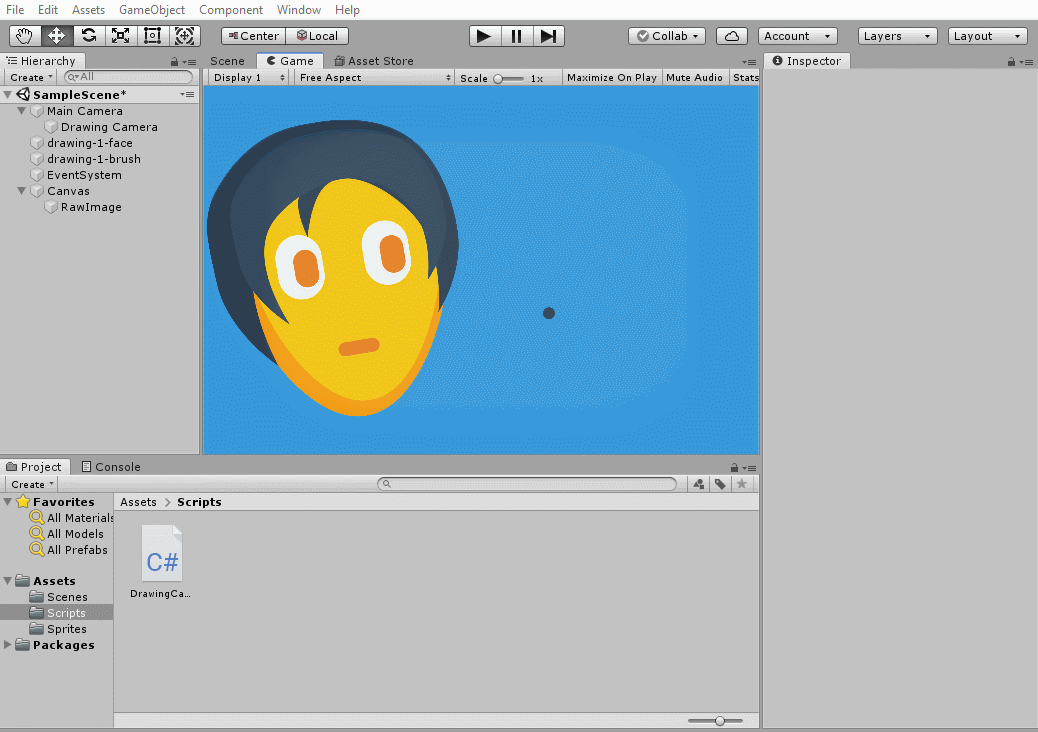 File Edit Assets GameObject Component Window Help
Center Local Collab Account Layers Layout
Hierarchy
Create All
SampleScene*
Main Camera
Drawing Camera
drawing-1-face
drawing-1-brush
EventSystem
Canvas
RawImage
Scene Game Asset Store
Display 1 Free Aspect Scale 1x Maximize On Play Mute Audio Stats
Inspector
Project Console
Create
Favorites
All Materials
All Models
All Prefabs
Assets
Scenes
Scripts
Sprites
Packages
Assets > Scripts
C#
DrawingCa...